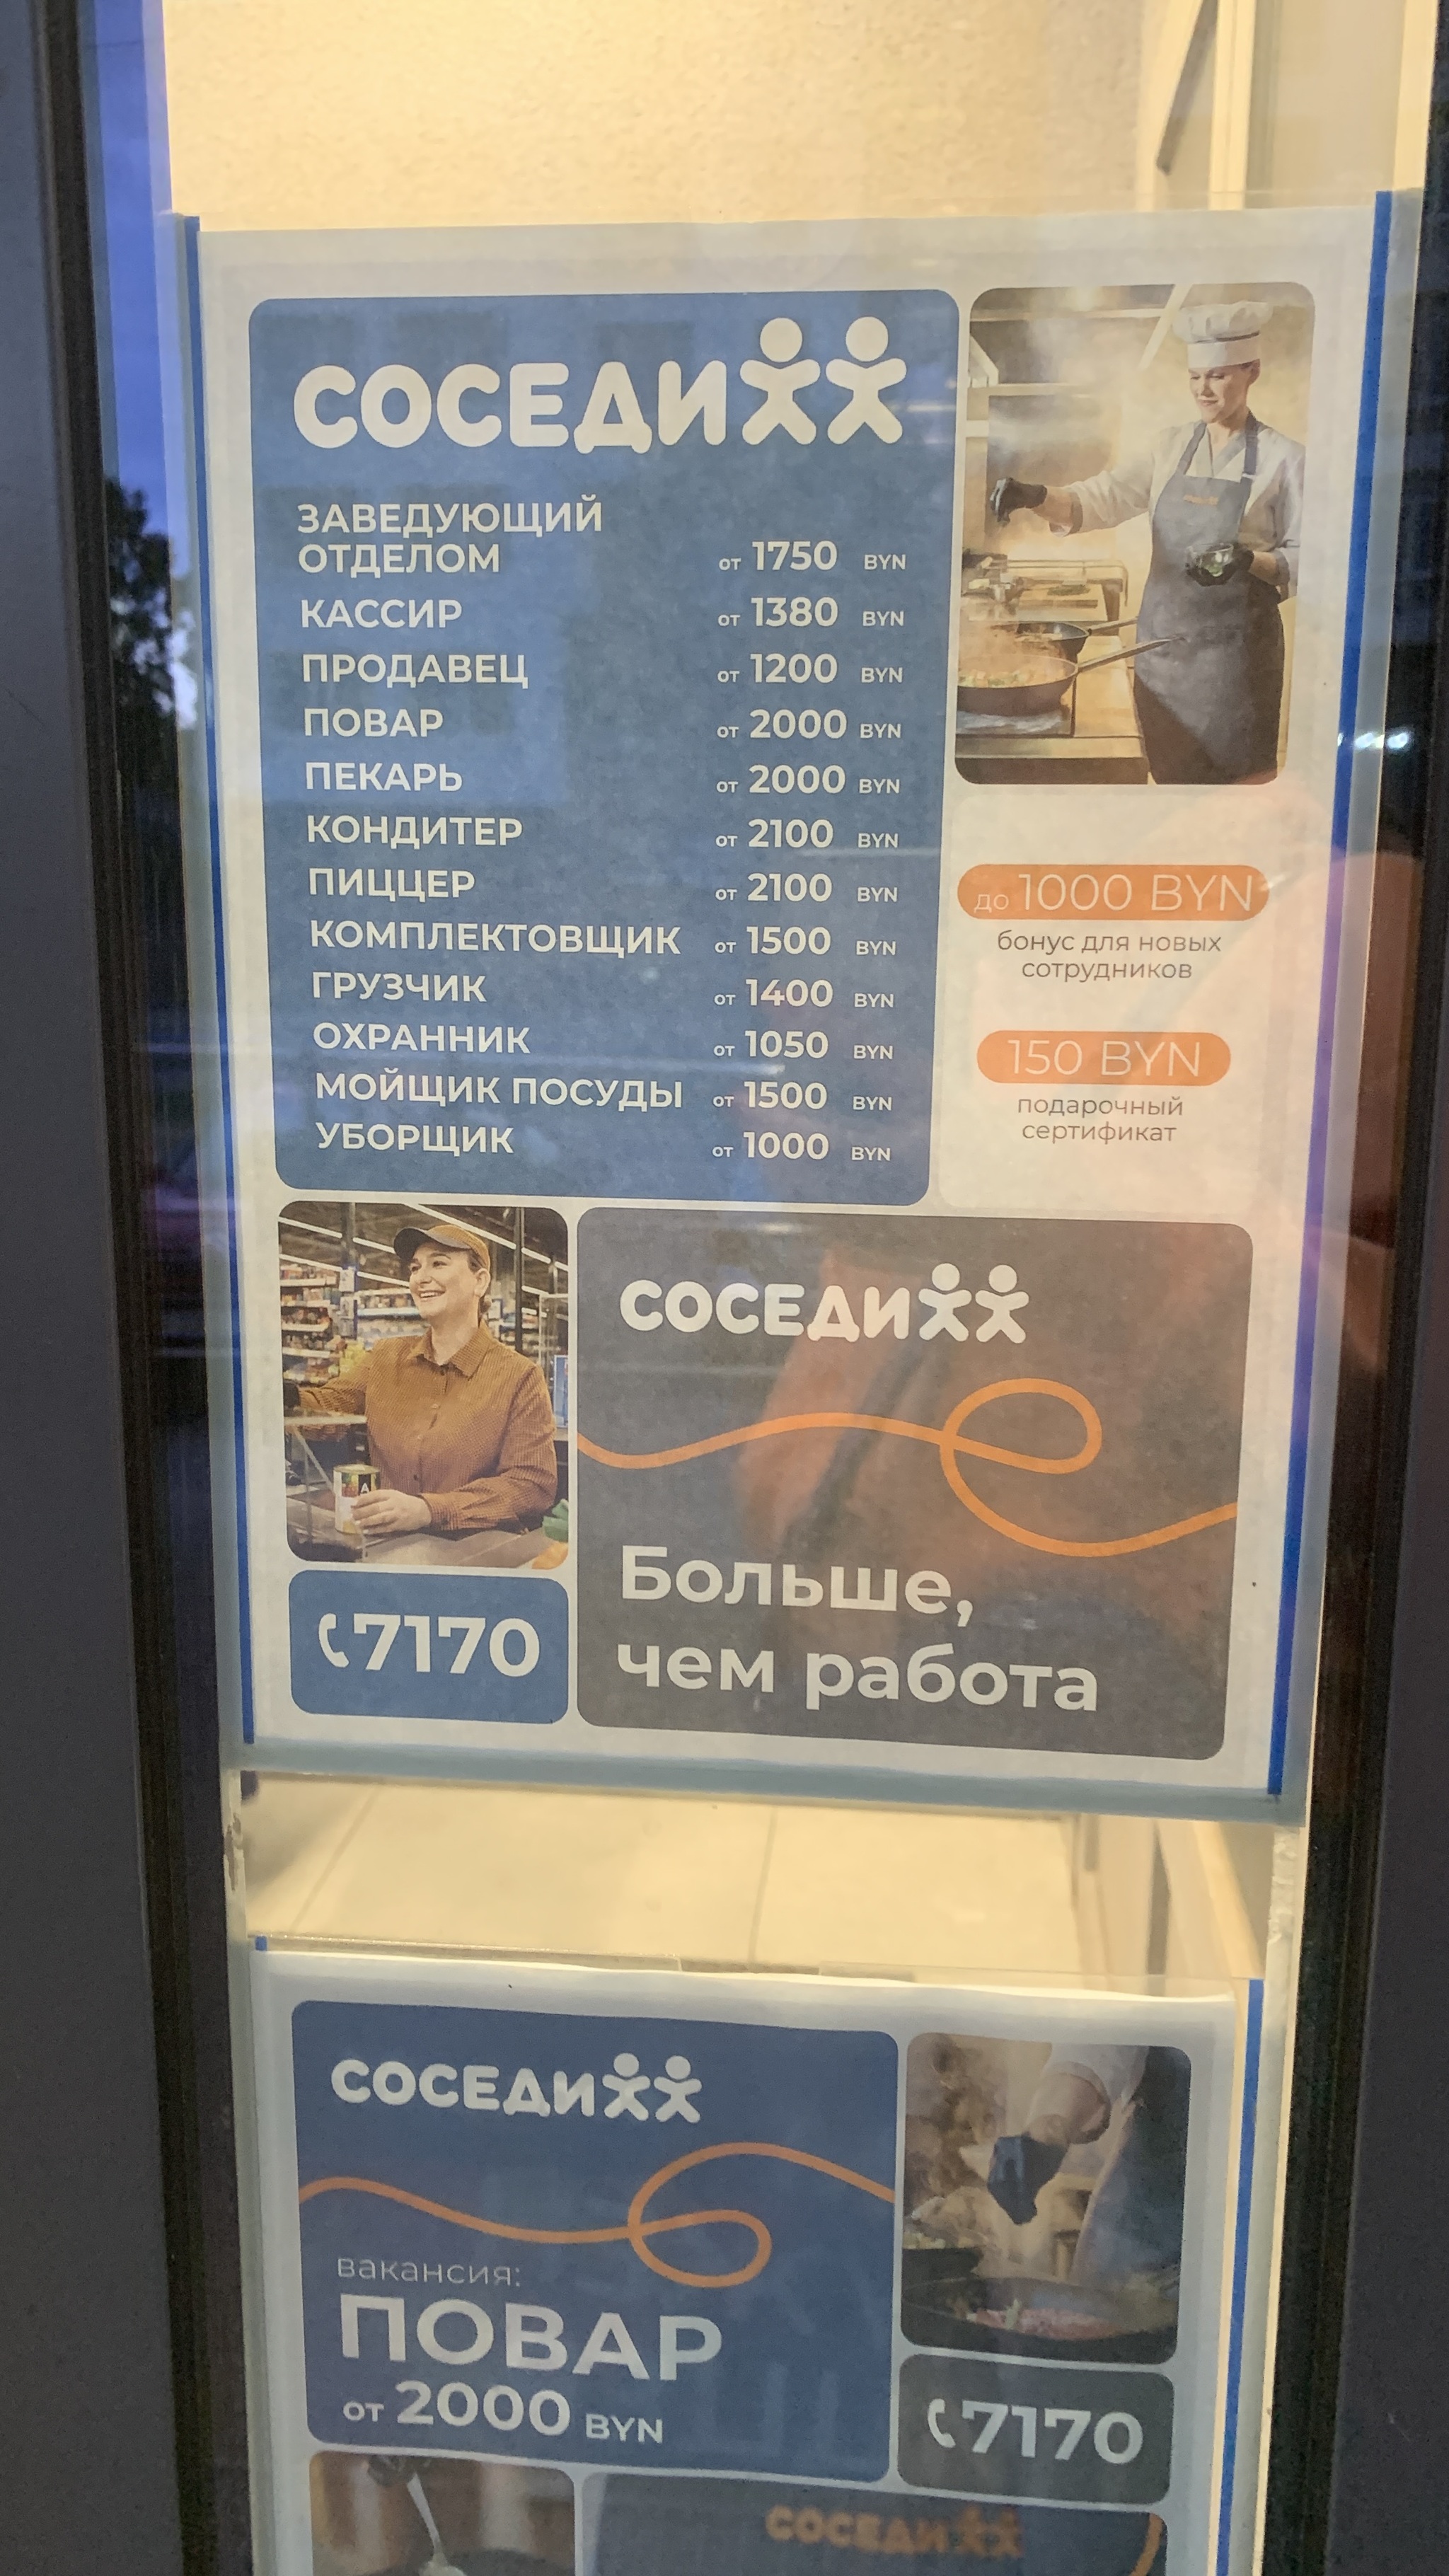 СОСЕДИ
ЗАВЕДУЮЩИЙ
ОТДЕЛОМ от 1750 BYN
КАССИР от 1380 BYN
ПРОДАВЕЦ от 1200 BYN
ПОВАР от 2000 BYN
ПЕКАРЬ от 2000 BYN
КОНДИТЕР от 2100 BYN
ПИЦЦЕР от 2100 BYN
КОМПЛЕКТОВЩИК от 1500 BYN
ГРУЗЧИК от 1400 BYN
ОХРАННИК от 1050 BYN
МОЙЩИК ПОСУДЫ от 1500 BYN
УБОРЩИК от 1000 BYN
до 1000 BYN
бонус для новых
сотрудников
150 BYN
подарочный
сертификат
СОСЕДИ
Больше,
чем работа
7170
СОСЕДИ
вакансия:
ПОВАР
от 2000 BYN
7170
СОСЕДИ